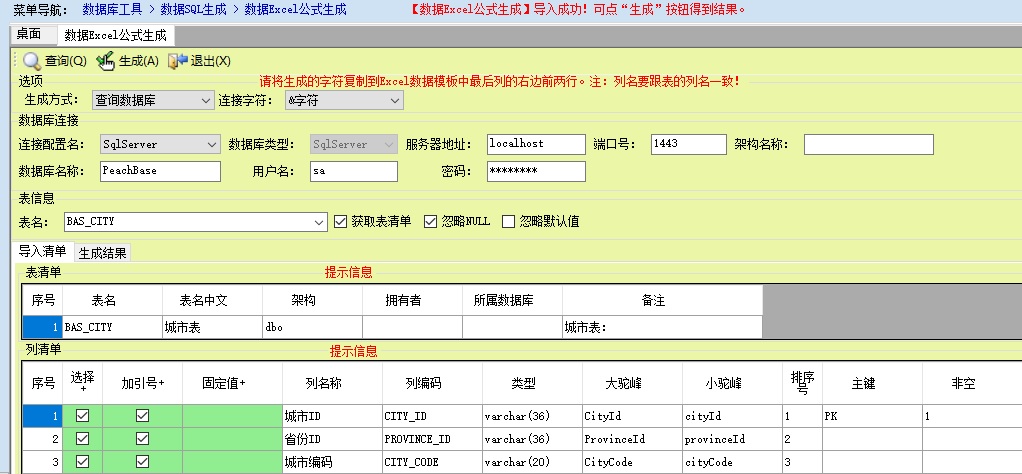 菜单导航： 数据库工具 > 数据SQL生成 > 数据Excel公式生成 【数据Excel公式生成】导入成功！可点“生成”按钮得到结果。
桌面 数据Excel公式生成
查询(Q) 生成(A) 退出(X)
选项 请将生成的字符复制到Excel数据模板中最后列的右边前两行。注：列名要跟表的列名一致！
生成方式： 查询数据库 连接字符： &字符
数据库连接
连接配置名： SqlServer 数据库类型： SqlServer 服务器地址： localhost 端口号： 1443 架构名称：
数据库名称： PeachBase 用户名： sa 密码： ********
表信息
表名： BAS_CITY 获取表清单 忽略NULL 忽略默认值
导入清单 生成结果
表清单 提示信息
序号 表名 表名中文 架构 拥有者 所属数据库 备注
1 BAS_CITY 城市表 dbo 城市表：
列清单 提示信息
序号 选择+ 加引号+ 固定值+ 列名称 列编码 类型 大驼峰 小驼峰 排序号 主键 非空
1 城市ID CITY_ID varchar(36) CityId cityId 1 PK 1
2 省份ID PROVINCE_ID varchar(36) ProvinceId provinceId 2
3 城市编码 CITY_CODE varchar(20) CityCode cityCode 3